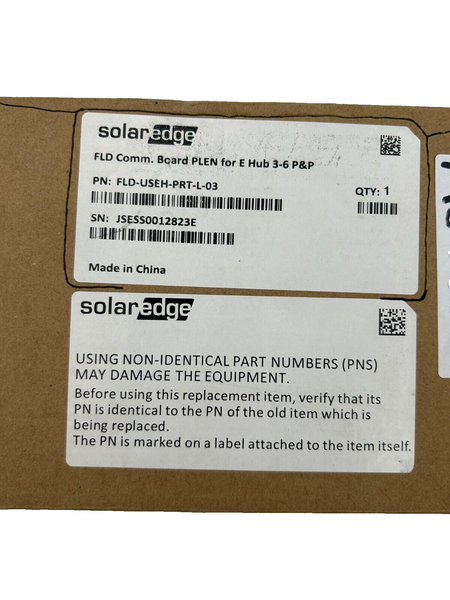 solaredge
FLD Comm. Board PLEN for E Hub 3-6 P&P
PN: FLD-USEH-PRT-L-03
QTY: 1
SN: JSESS0012823E
Made in China
solaredge
USING NON-IDENTICAL PART NUMBERS (PNS)
MAY DAMAGE THE EQUIPMENT.
Before using this replacement item, verify that its
PN is identical to the PN of the old item which is
being replaced.
The PN is marked on a label attached to the item itself.